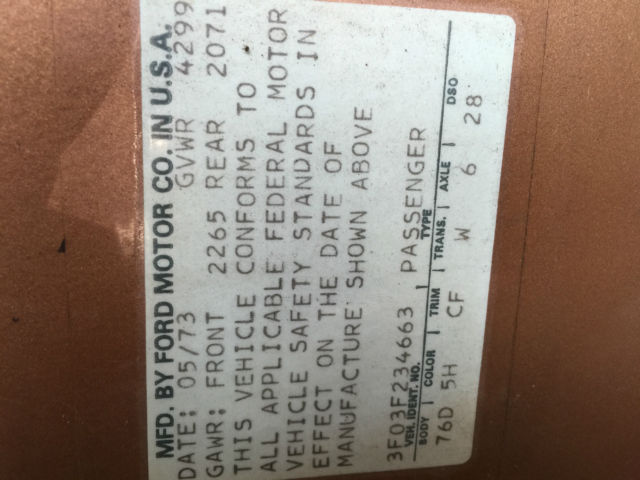 MFD. BY FORD MOTOR CO. IN U.S.A.
DATE: 05/73 GVWR 4299
GAWR: FRONT 2265 REAR 2071
THIS VEHICLE CONFORMS TO
ALL APPLICABLE FEDERAL MOTOR
VEHICLE SAFETY STANDARDS IN
EFFECT ON THE DATE OF
MANUFACTURE SHOWN ABOVE
3F03F234663 PASSENGER
VEH. IDENT. NO. TYPE
BODY COLOR TRIM TRANS. AXLE DSO
76D 5H CF W 6 28